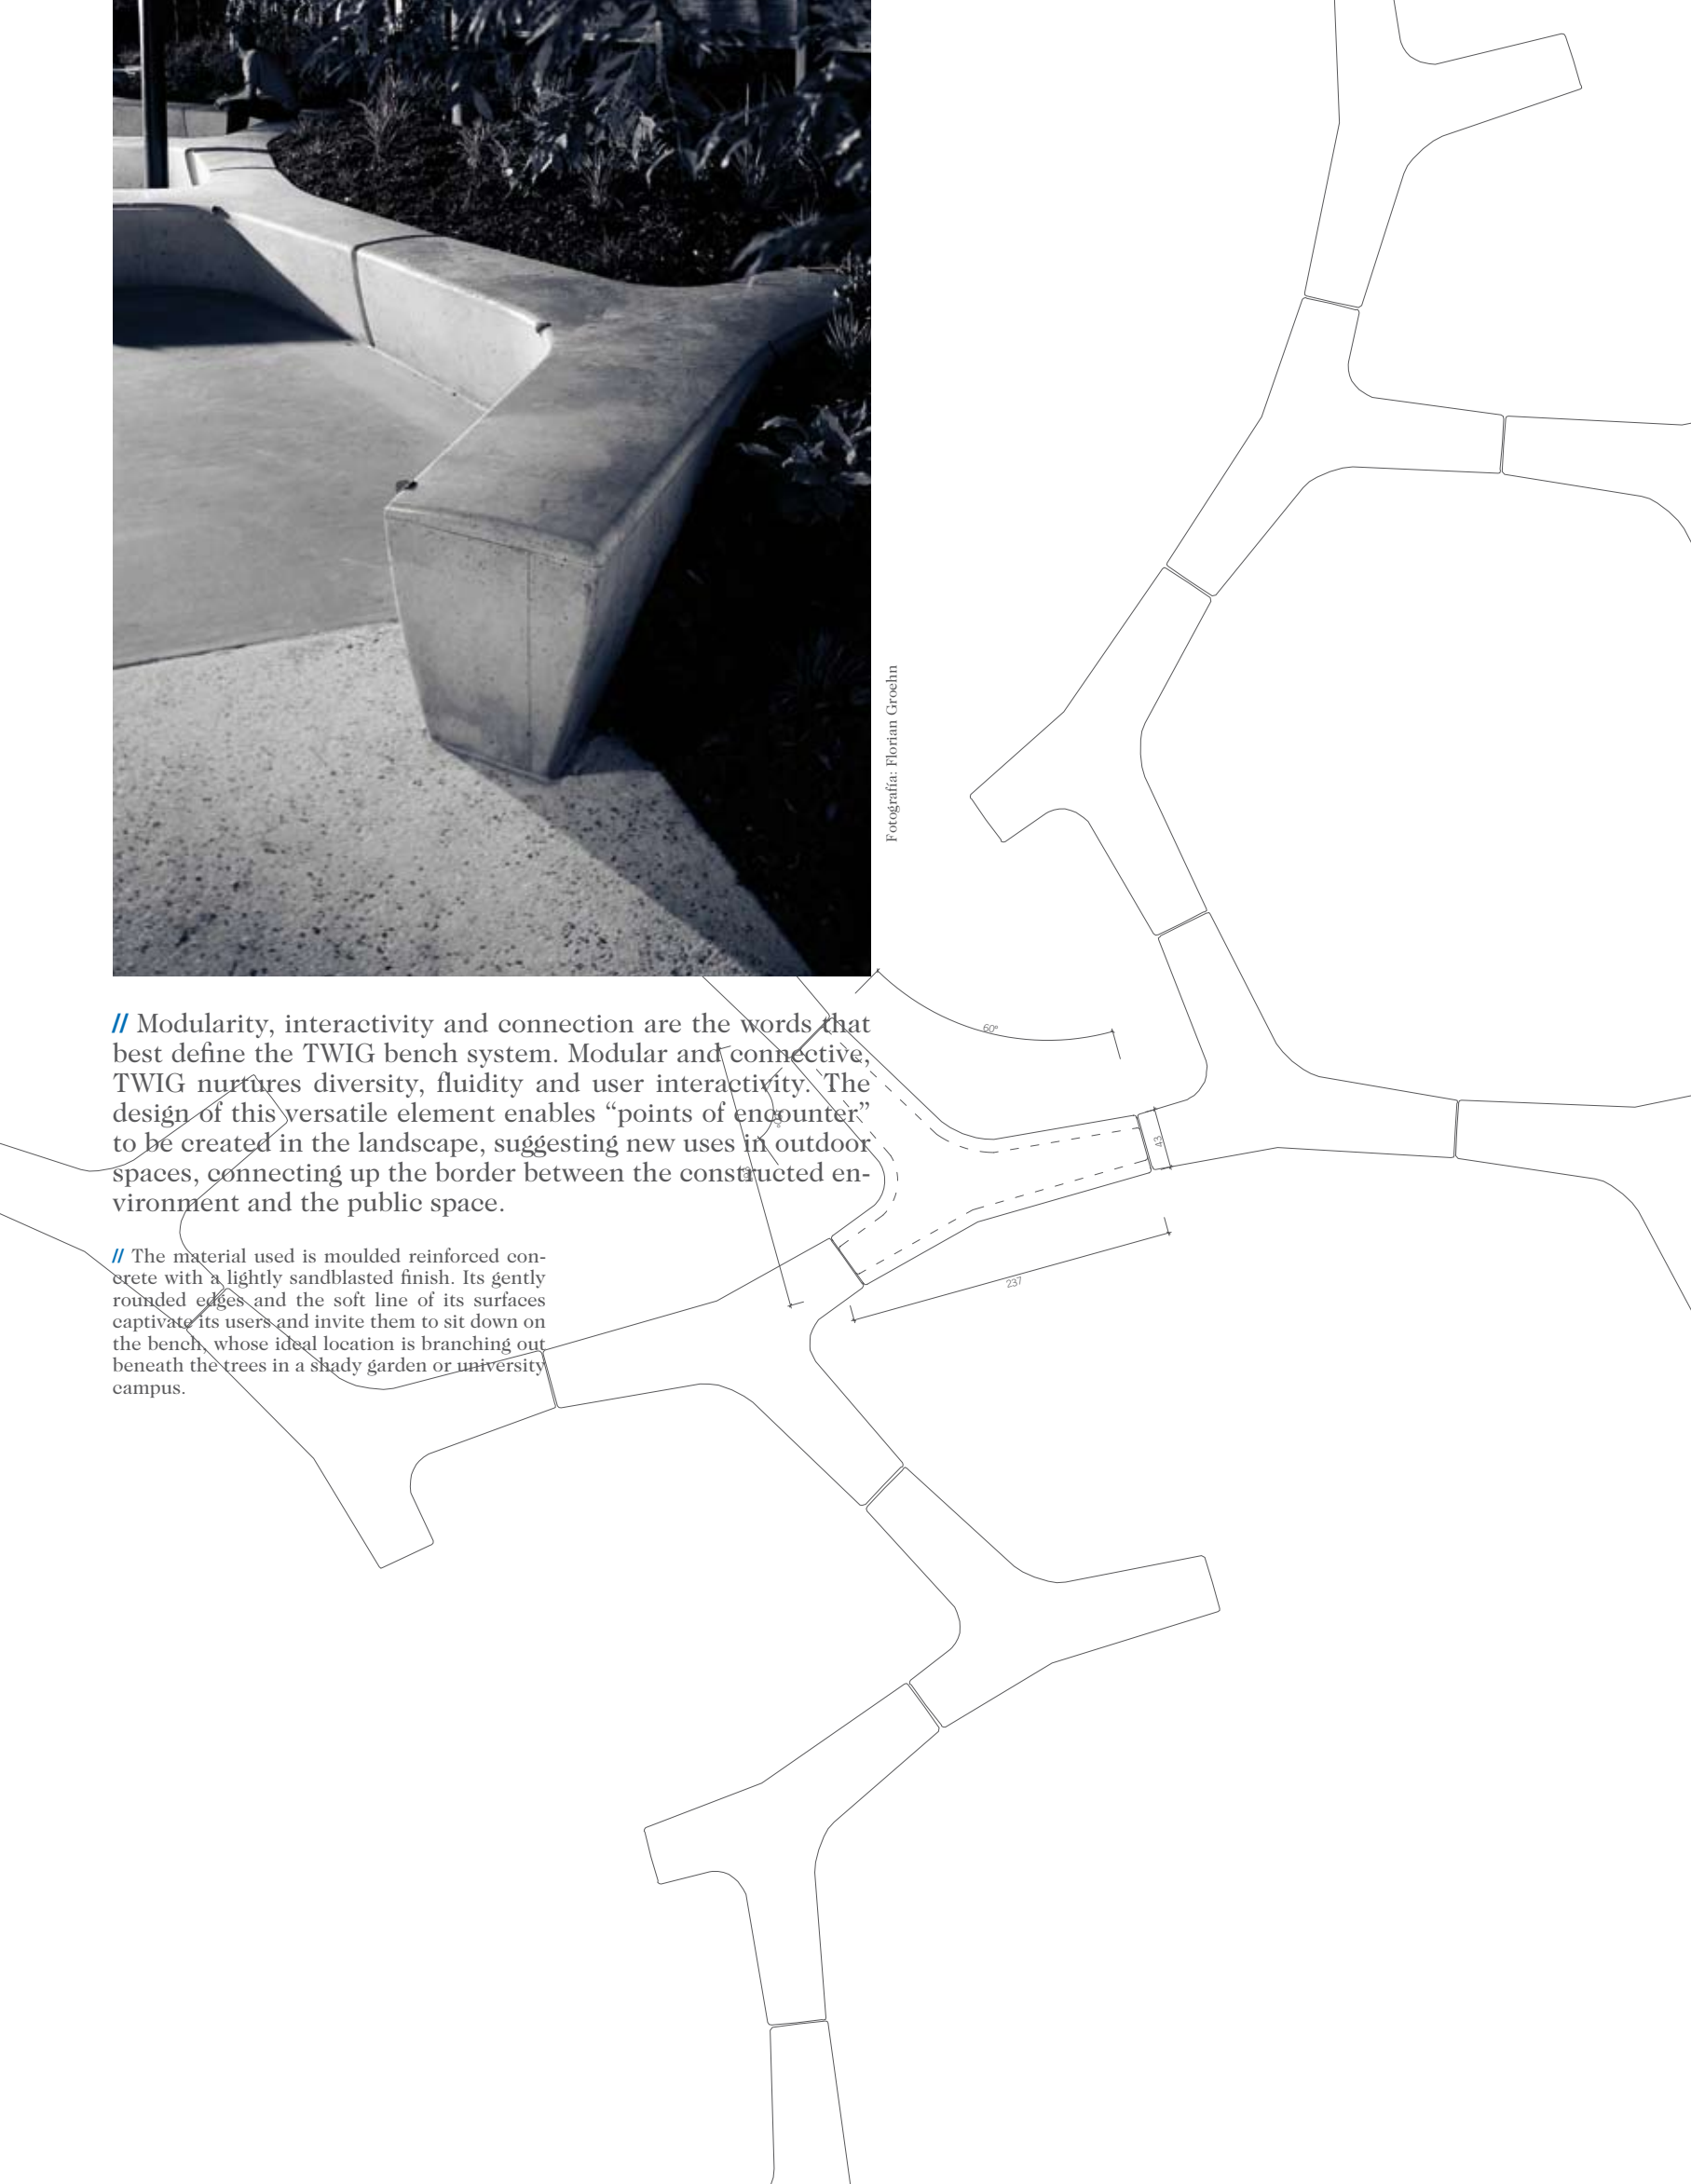 Fotografía: Florian Groehn
// Modularity, interactivity and connection are the words that
best define the TWIG bench system. Modular and connective,
TWIG nurtures diversity, fluidity and user interactivity. The
design of this versatile element enables “points of encounter”
to be created in the landscape, suggesting new uses in outdoor
spaces, connecting up the border between the constructed en-
vironment and the public space.
// The material used is moulded reinforced con-
crete with a lightly sandblasted finish. Its gently
rounded edges and the soft line of its surfaces
captivate its users and invite them to sit down on
the bench, whose ideal location is branching out
beneath the trees in a shady garden or university
campus.
60°
43
237